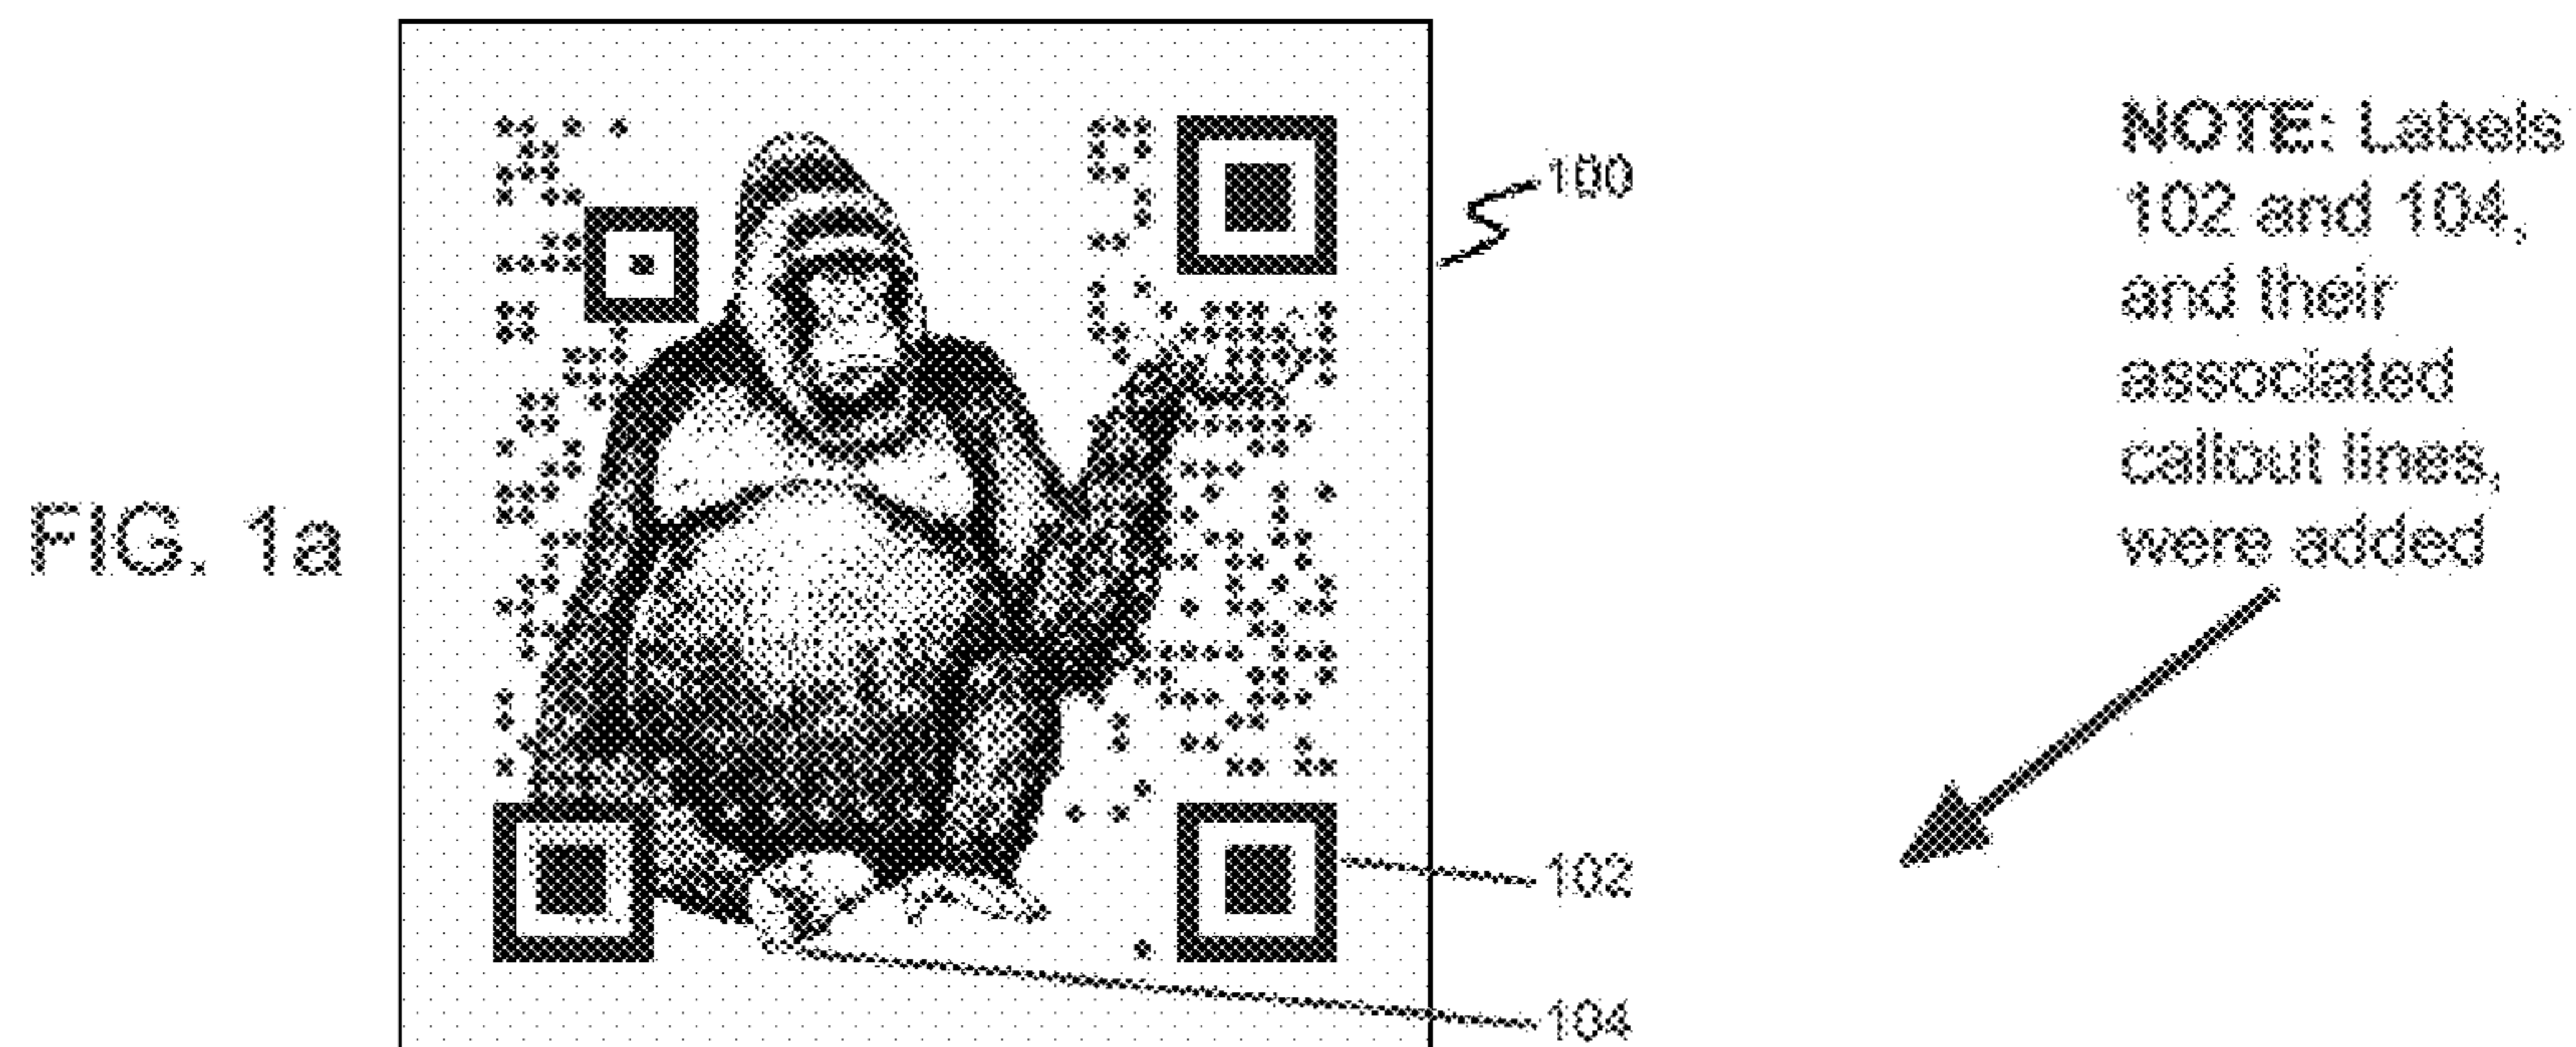 FIG. 1a
100
102
104
NOTE: Labels
102 and 104,
and their
associated
callout lines,
were added